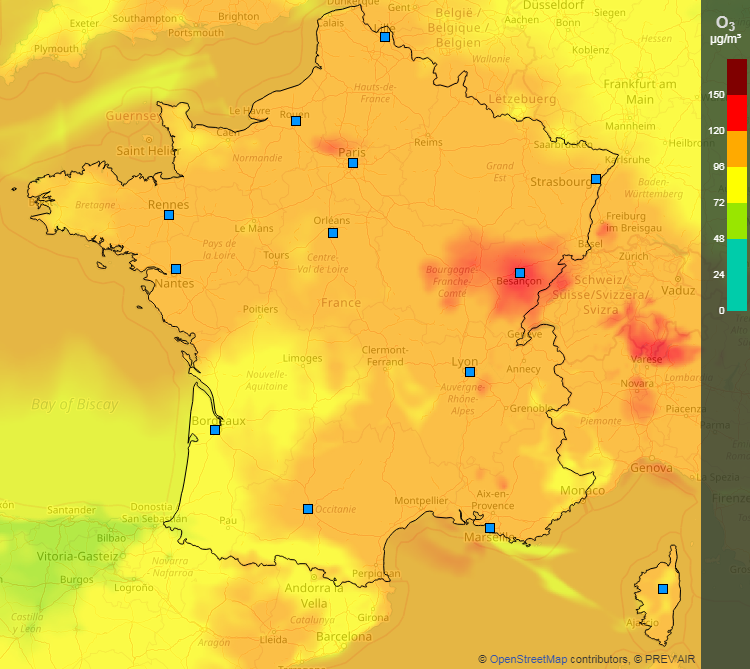 Dunkerque
Gent
België /
Belgique /
Belgien
Düsseldorf
Aachen
Bonn
Siegen
Hessen
Koblenz
Frankfurt am
Main
Exeter
Southampton
Portsmouth
Brighton
Plymouth
Calais
Lille
Wallonie
Hauts-de-
France
Lëtzebuerg
Mannheim
Heilbronn
Saarbrücken
Karlsruhe
Baden-
Württemberg
Guernsey
Saint Helier
Le Havre
Rouen
Caen
Normandie
Paris
Reims
Grand
Est
Strasbourg
Freiburg
im Breisgau
Basel
Zürich
Schweiz/
Suisse/Svizzera/
Svizra
Vaduz
Bretagne
Rennes
Le Mans
Pays de
la Loire
Orléans
Tours
Centre-
Val de Loire
Nantes
Bourgogne
Franche-
Comté
Besançon
France
Poitiers
Genève
Limoges
Clermont-
Ferrand
Lyon
Annecy
Varese
Novara
Lombardia
Nouvelle-
Aquitaine
Auvergne
Rhône-
Alpes
Grenoble
Piacenza
Parma
Piemonte
Bay of Biscay
Bordeaux
Genova
La Spezia
Firenze
Monaco
Occitanie
Montpellier
Aix-en-
Provence
Marseille
Pau
Santander
Donostia
San Sebastián
Bilbao
Vitoria-Gasteiz
Burgos
Logroño
Navarra
Nafarroa
Castilla
y León
Perpignan
Andorra la
Vella
Girona
Catalunya
Aragón
Lleida
Barcelona
Ajaccio
O3
µg/m³
150
120
96
72
48
24
0
© OpenStreetMap contributors, © PREV'AIR